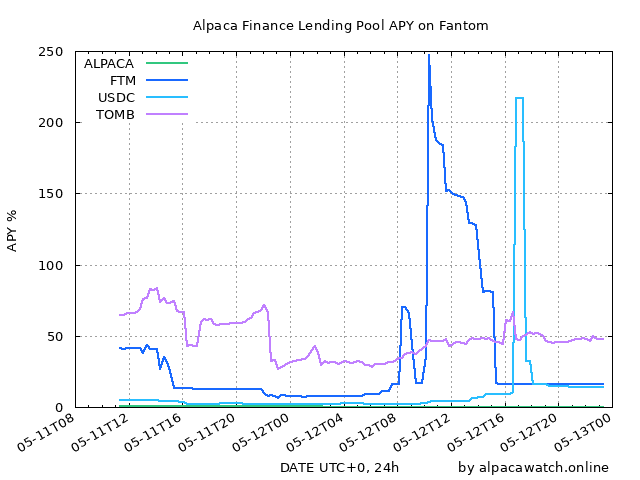 Alpaca Finance Lending Pool APY on Fantom
APY %
250
200
150
100
50
0
ALPACA
FTM
USDC
TOMB
05-11T08
05-11T12
05-11T16
05-11T20
05-12T00
05-12T04
05-12T08
05-12T12
05-12T16
05-12T20
05-13T00
DATE UTC+0, 24h
by alpacawatch.online